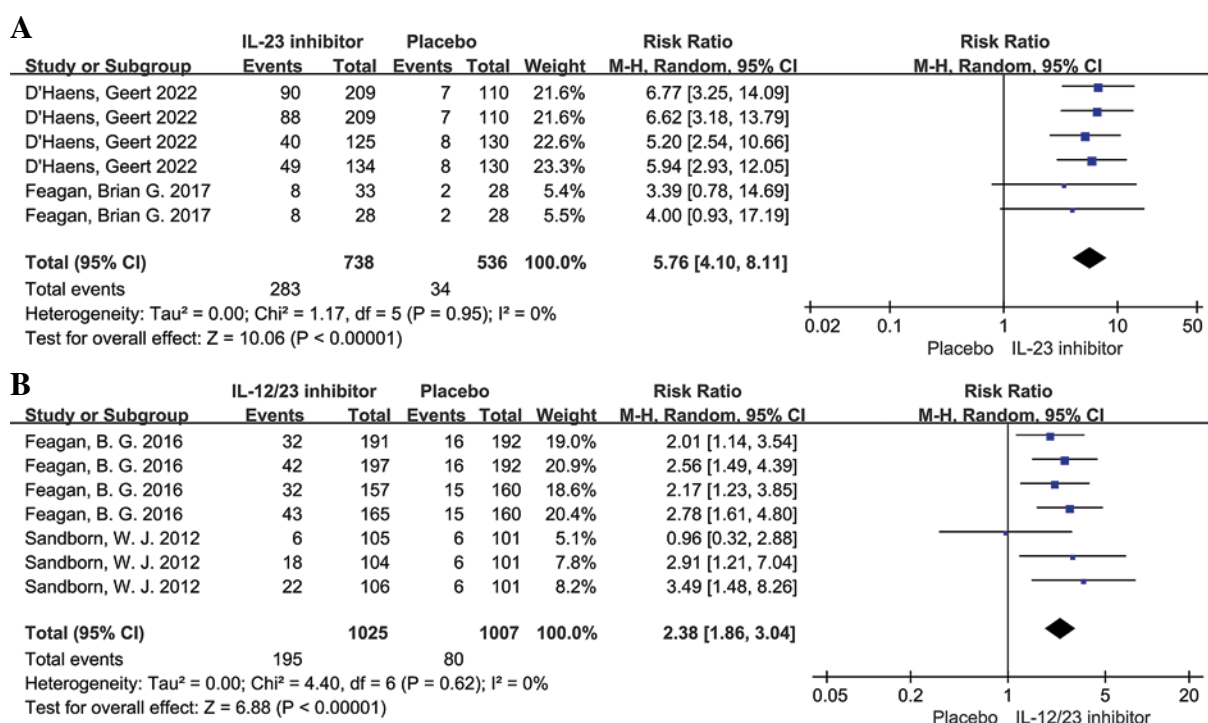 A
IL-23 inhibitor Placebo Risk Ratio Risk Ratio
Study or Subgroup Events Total Events Total Weight M-H, Random, 95% CI M-H, Random, 95% CI
D'Haens, Geert 2022 90 209 7 110 21.6% 6.77 [3.25, 14.09]
D'Haens, Geert 2022 88 209 7 110 21.6% 6.62 [3.18, 13.79]
D'Haens, Geert 2022 40 125 8 130 22.6% 5.20 [2.54, 10.66]
D'Haens, Geert 2022 49 134 8 130 23.3% 5.94 [2.93, 12.05]
Feagan, Brian G. 2017 8 33 2 28 5.4% 3.39 [0.78, 14.69]
Feagan, Brian G. 2017 8 28 2 28 5.5% 4.00 [0.93, 17.19]
Total (95% CI) 738 536 100.0% 5.76 [4.10, 8.11]
Total events 283 34
Heterogeneity: Tau² = 0.00; Chi² = 1.17, df = 5 (P = 0.95); I² = 0%
Test for overall effect: Z = 10.06 (P < 0.00001)
0.02 0.1 1 10 50
Placebo IL-23 inhibitor
B
IL-12/23 inhibitor Placebo Risk Ratio Risk Ratio
Study or Subgroup Events Total Events Total Weight M-H, Random, 95% CI M-H, Random, 95% CI
Feagan, B. G. 2016 32 191 16 192 19.0% 2.01 [1.14, 3.54]
Feagan, B. G. 2016 42 197 16 192 20.9% 2.56 [1.49, 4.39]
Feagan, B. G. 2016 32 157 15 160 18.6% 2.17 [1.23, 3.85]
Feagan, B. G. 2016 43 165 15 160 20.4% 2.78 [1.61, 4.80]
Sandborn, W. J. 2012 6 105 6 101 5.1% 0.96 [0.32, 2.88]
Sandborn, W. J. 2012 18 104 6 101 7.8% 2.91 [1.21, 7.04]
Sandborn, W. J. 2012 22 106 6 101 8.2% 3.49 [1.48, 8.26]
Total (95% CI) 1025 1007 100.0% 2.38 [1.86, 3.04]
Total events 195 80
Heterogeneity: Tau² = 0.00; Chi² = 4.40, df = 6 (P = 0.62); I² = 0%
Test for overall effect: Z = 6.88 (P < 0.00001)
0.05 0.2 1 5 20
Placebo IL-12/23 inhibitor